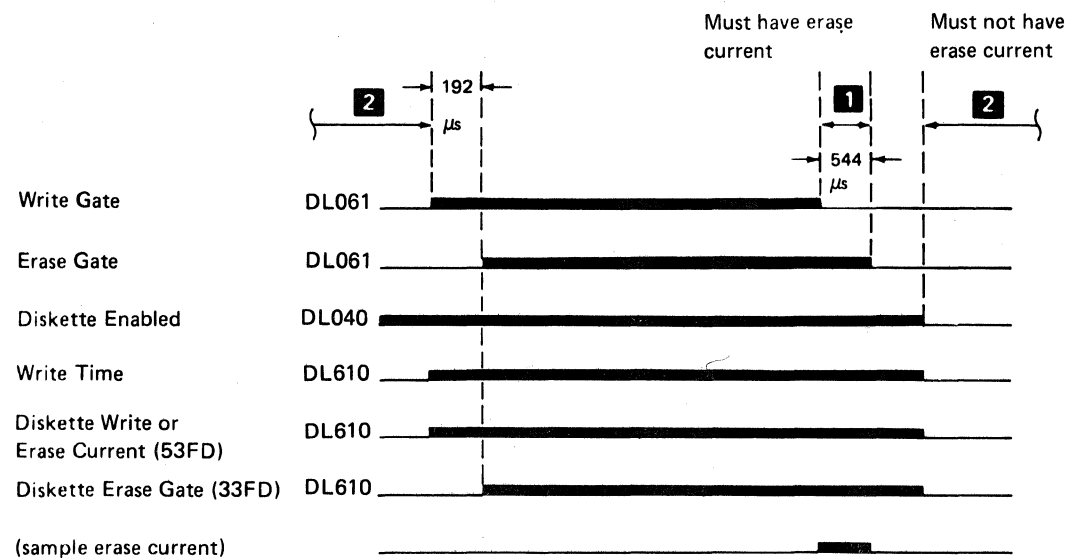 Must have erase
current
Must not have
erase current
2
192
μs
1
2
544
μs
Write Gate DL061
Erase Gate DL061
Diskette Enabled DL040
Write Time DL610
Diskette Write or
Erase Current (53FD) DL610
Diskette Erase Gate (33FD) DL610
(sample erase current)